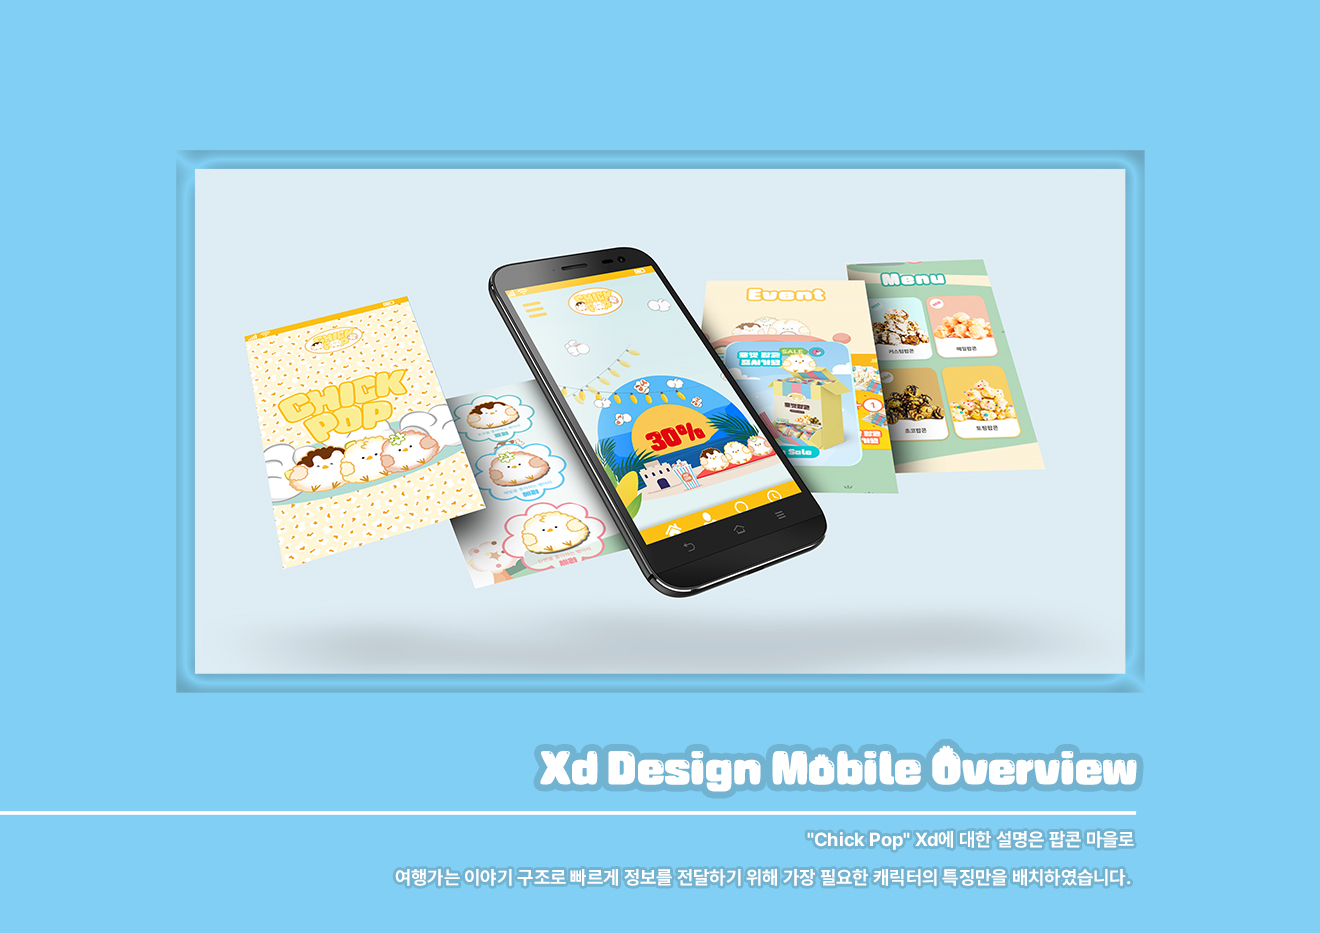 CHICK
POP
30%
Event
SALE
Sale
1
Menu
커스텀팝콘
메밀팝콘
초코팝콘
토핑팝콘
Xd Design Mobile Overview
"Chick Pop" Xd에 대한 설명은 팝콘 마을로
여행가는 이야기 구조로 빠르게 정보를 전달하기 위해 가장 필요한 캐릭터의 특징만을 배치하였습니다.